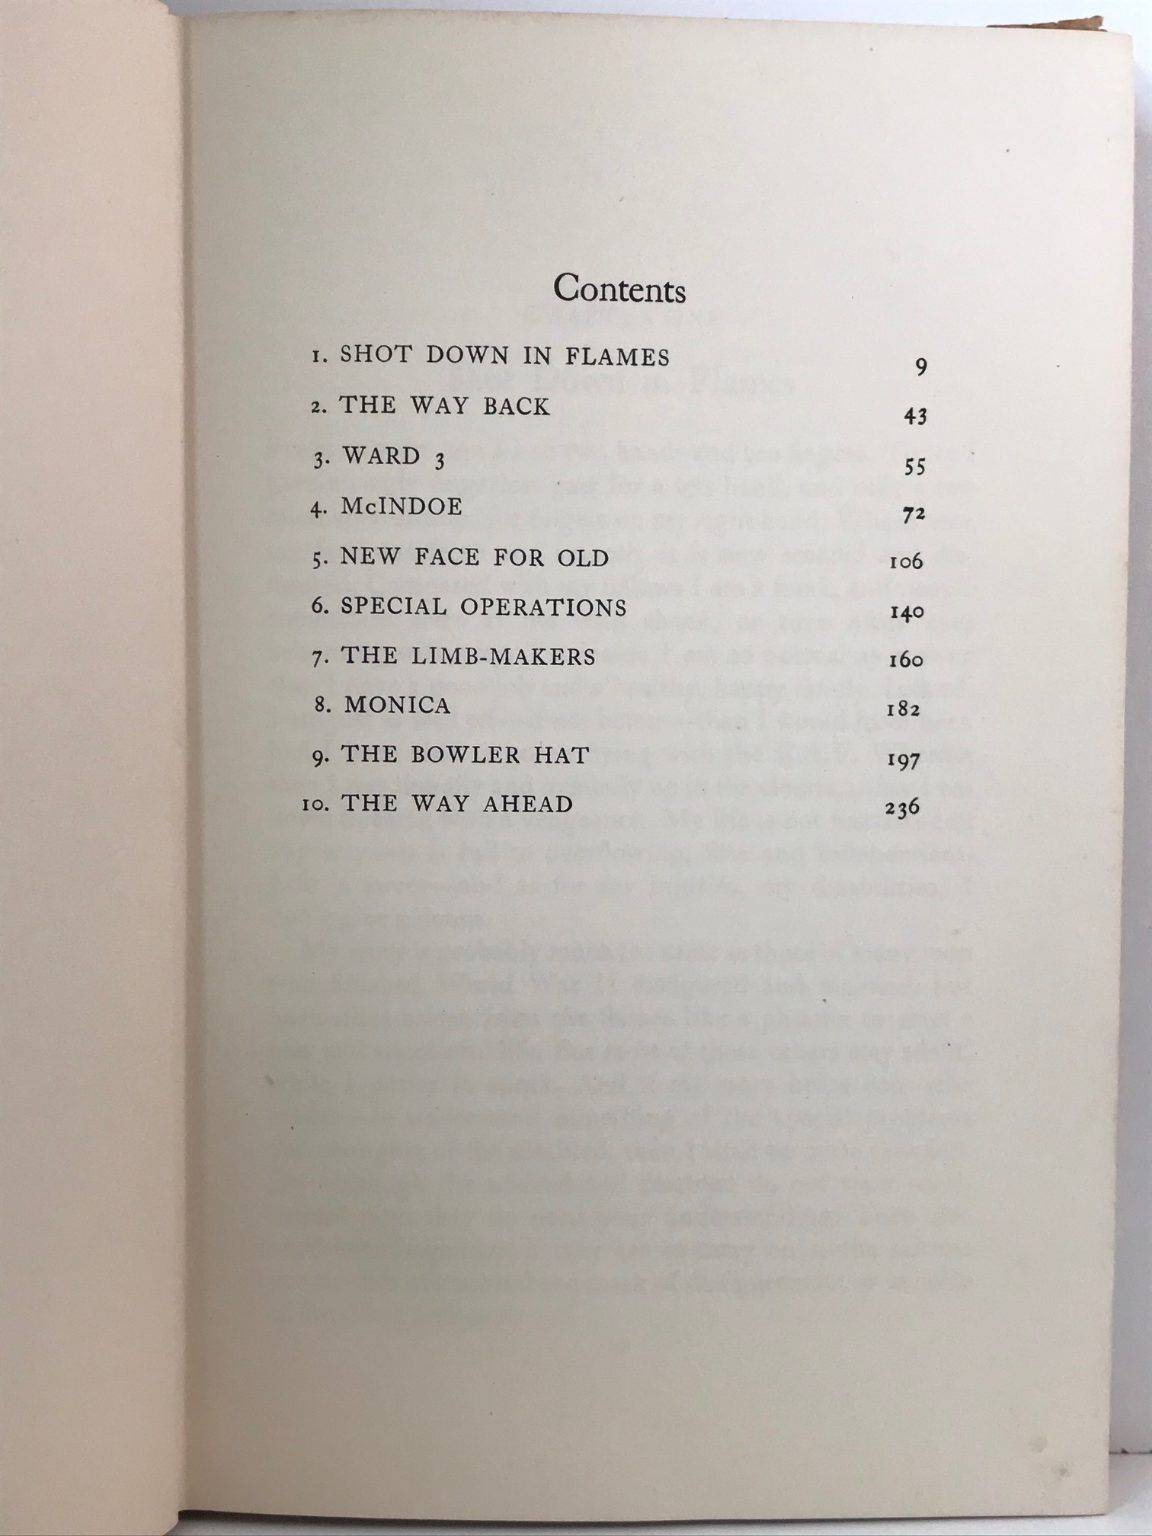 Contents
1. SHOT DOWN IN FLAMES 9
2. THE WAY BACK 43
3. WARD 3 55
4. McINDOE 72
5. NEW FACE FOR OLD 106
6. SPECIAL OPERATIONS 140
7. THE LIMB-MAKERS 160
8. MONICA 182
9. THE BOWLER HAT 197
10. THE WAY AHEAD 236